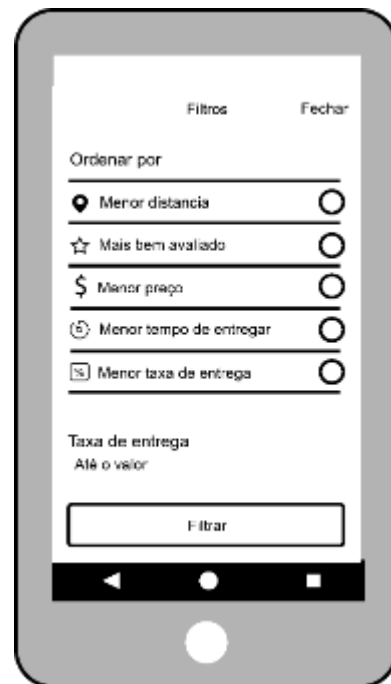 Filtros Fechar
Ordenar por
Menor distancia
Mais bem avaliado
$ Menor preço
Menor tempo de entregar
% Menor taxa de entrega
Taxa de entrega
Até o valor
Filtrar